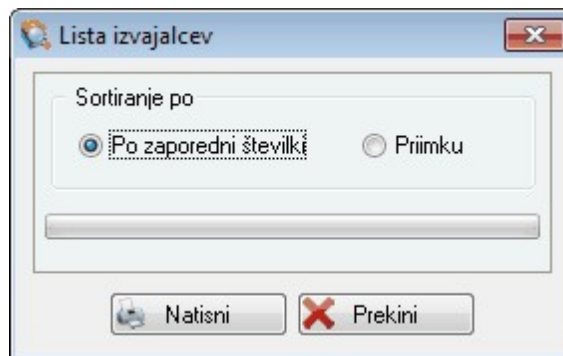 Lista izvajalcev
Sortiranje po
Po zaporedni številki Priimku
Natisni Prekini